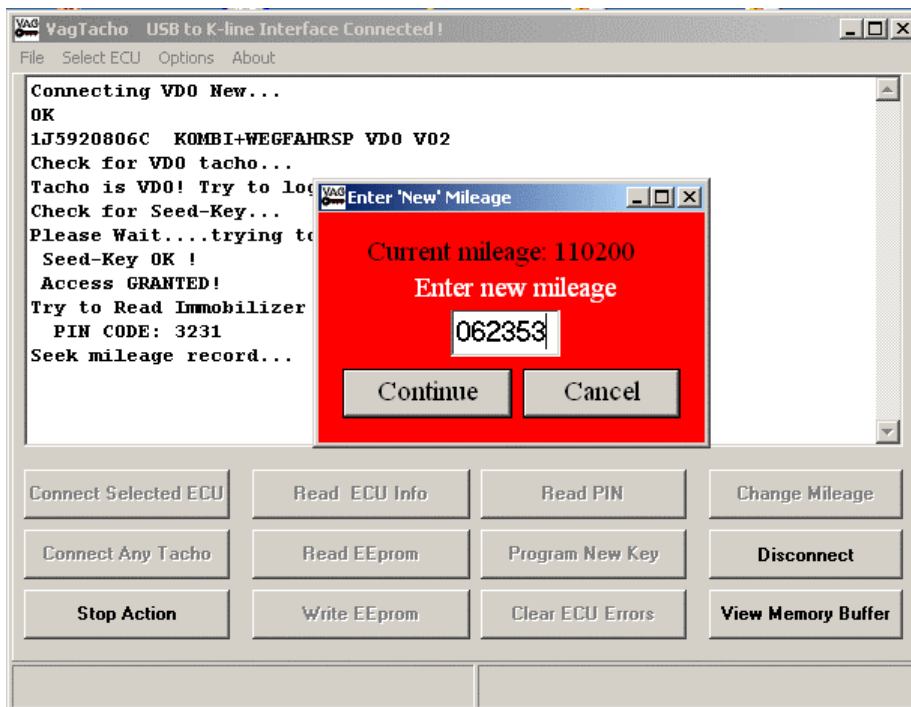 VAG VagTacho USB to K-line Interface Connected !
File Select ECU Options About
Connecting VDO New...
OK
1J5920806C KOMBI+WEGFAHRSP VDO V02
Check for VDO tacho...
Tacho is VDO! Try to
Check for Seed-Key...
Please Wait....trying
Seed-Key OK !
Access GRANTED!
Try to Read Immobilizer
PIN CODE: 3231
Seek mileage record...
VAG Enter 'New' Mileage
Current mileage: 110200
Enter new mileage
062353
Continue Cancel
Connect Selected ECU Read ECU Info Read PIN Change Mileage
Connect Any Tacho Read EEprom Program New Key Disconnect
Stop Action Write EEprom Clear ECU Errors View Memory Buffer